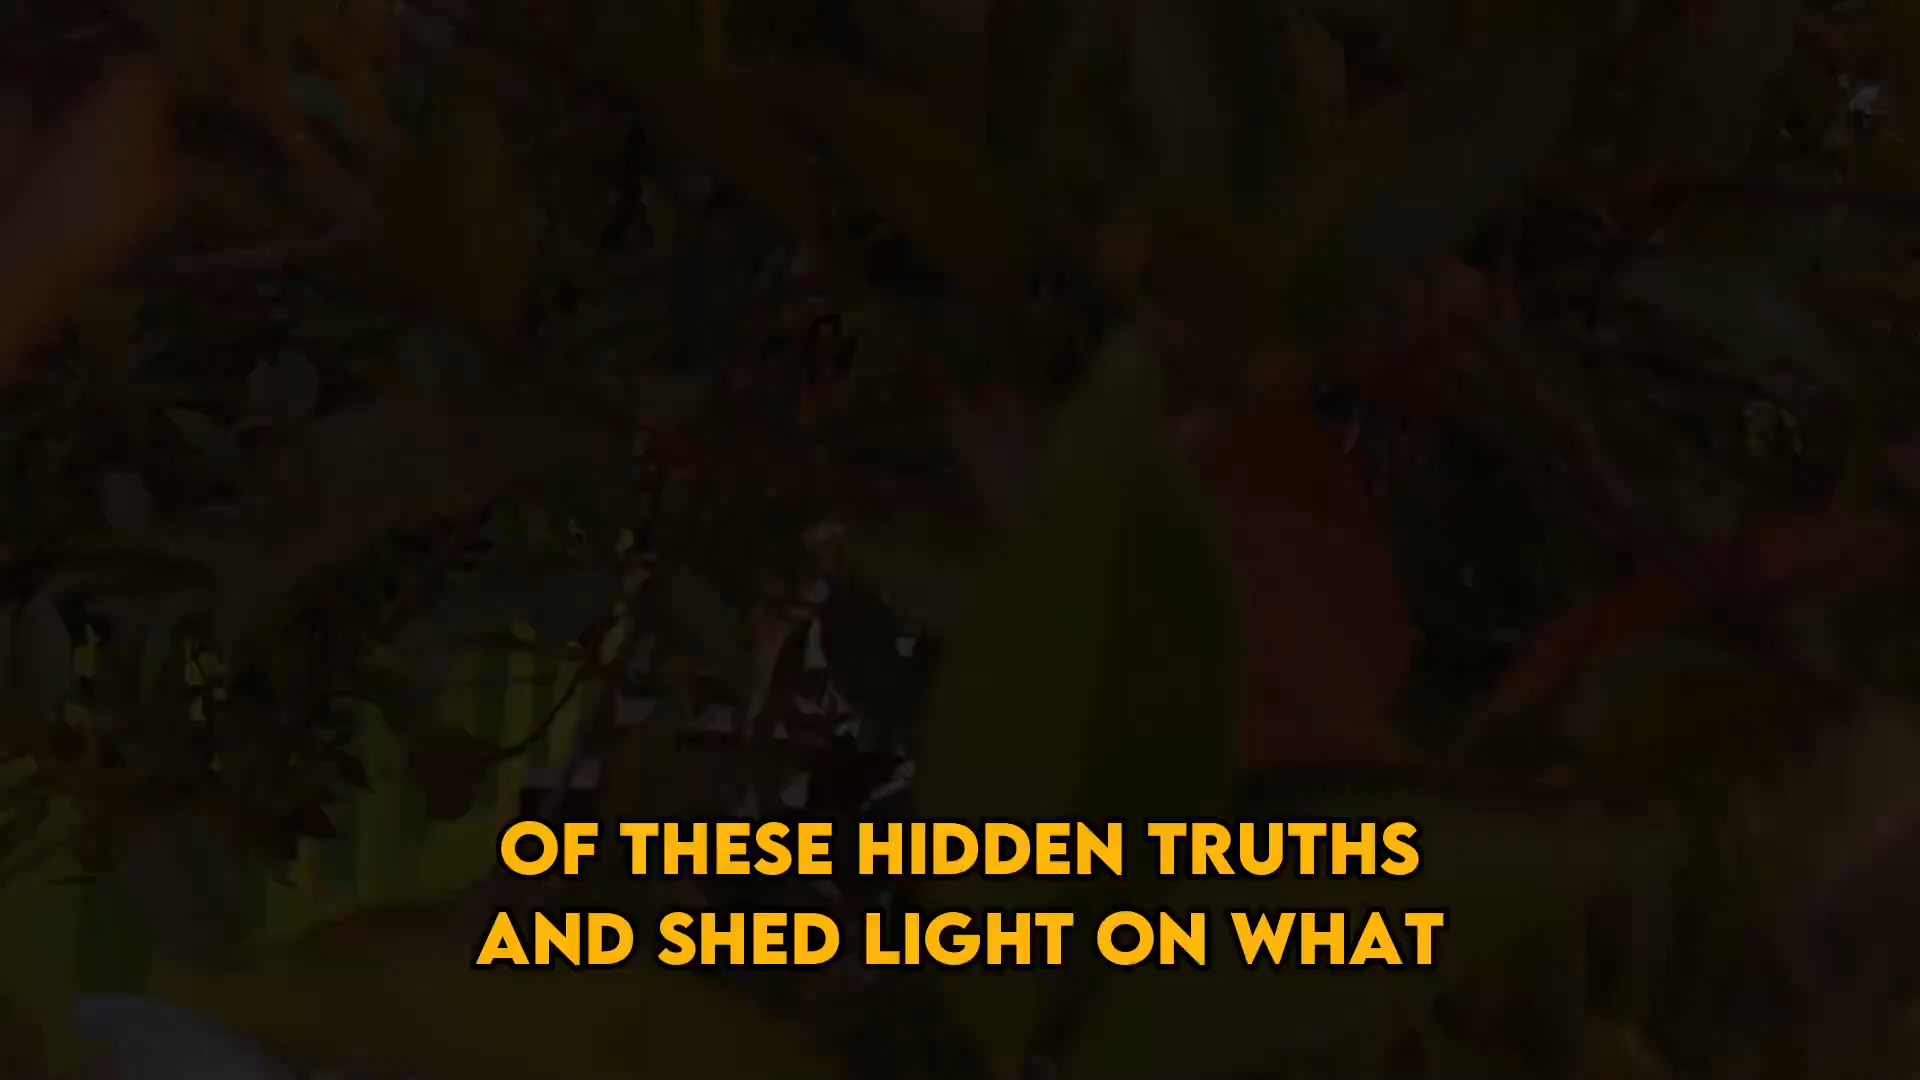 OF THESE HIDDEN TRUTHS
AND SHED LIGHT ON WHAT